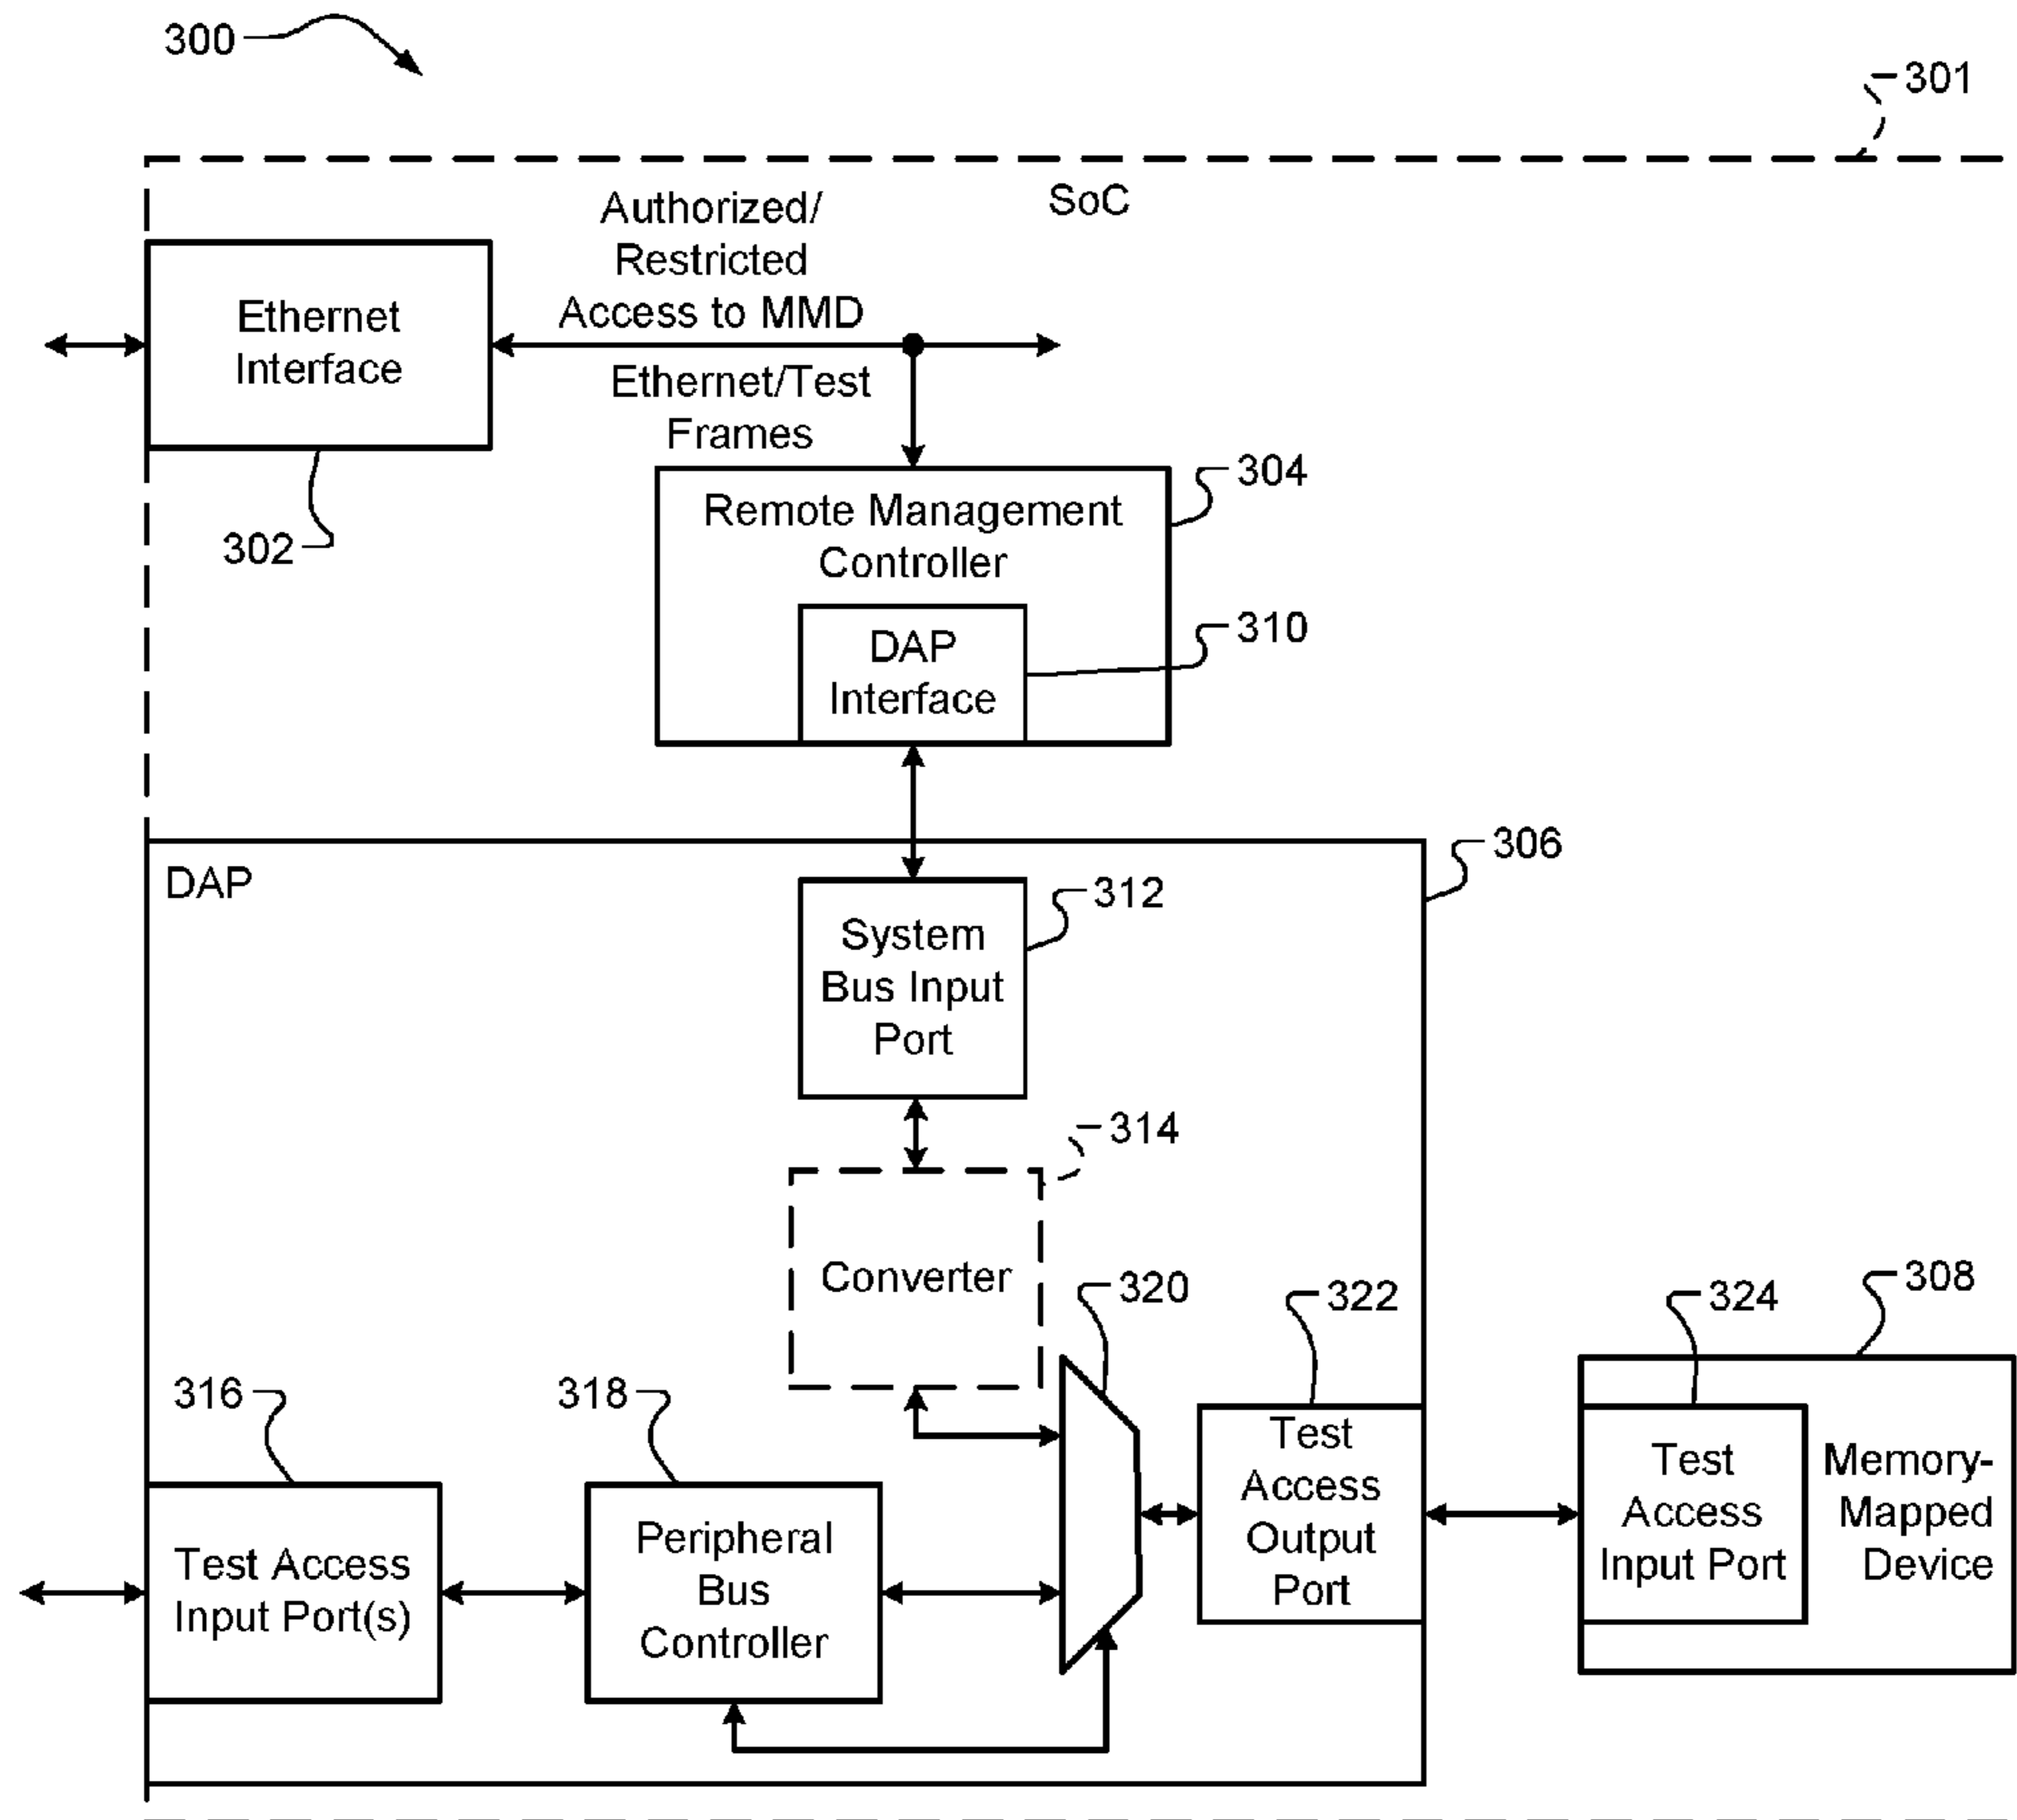 300
301
SoC
Authorized/
Restricted
Access to MMD
Ethernet
Interface
Ethernet/Test
Frames
302
304
Remote Management
Controller
310
DAP
Interface
306
DAP
312
System
Bus Input
Port
314
Converter
320
322
324
308
316
318
Test Access
Input Port(s)
Peripheral
Bus
Controller
Test
Access
Output
Port
Test
Access
Input Port
Memory-
Mapped
Device